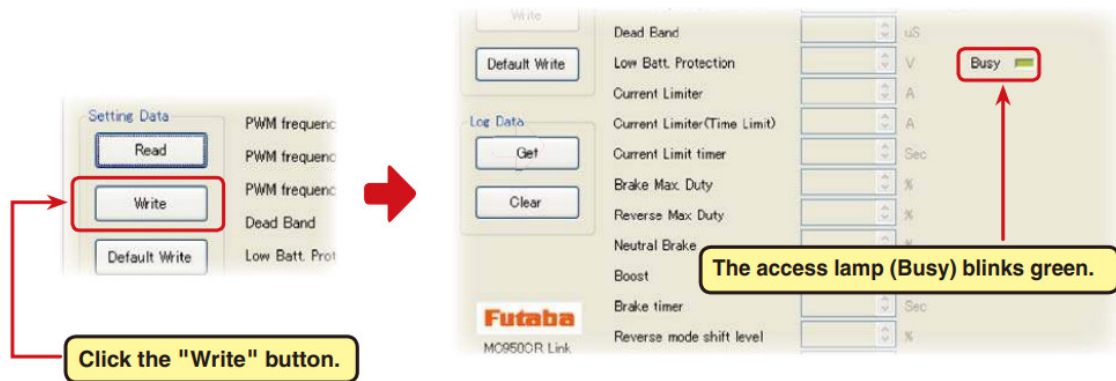 Setting Data
Read
Write
Default Write
PWM frequenc
PWM frequenc
PWM frequenc
Dead Band
Low Batt. Prot
Click the "Write" button.
Write
Default Write
Log Data
Get
Clear
Futaba
MC950CR Link
Dead Band uS
Low Batt. Protection V
Current Limiter A
Current Limiter(Time Limit) A
Current Limit timer Sec
Brake Max. Duty %
Reverse Max Duty %
Neutral Brake
Boost
Brake timer Sec
Reverse mode shift level %
Busy
The access lamp (Busy) blinks green.